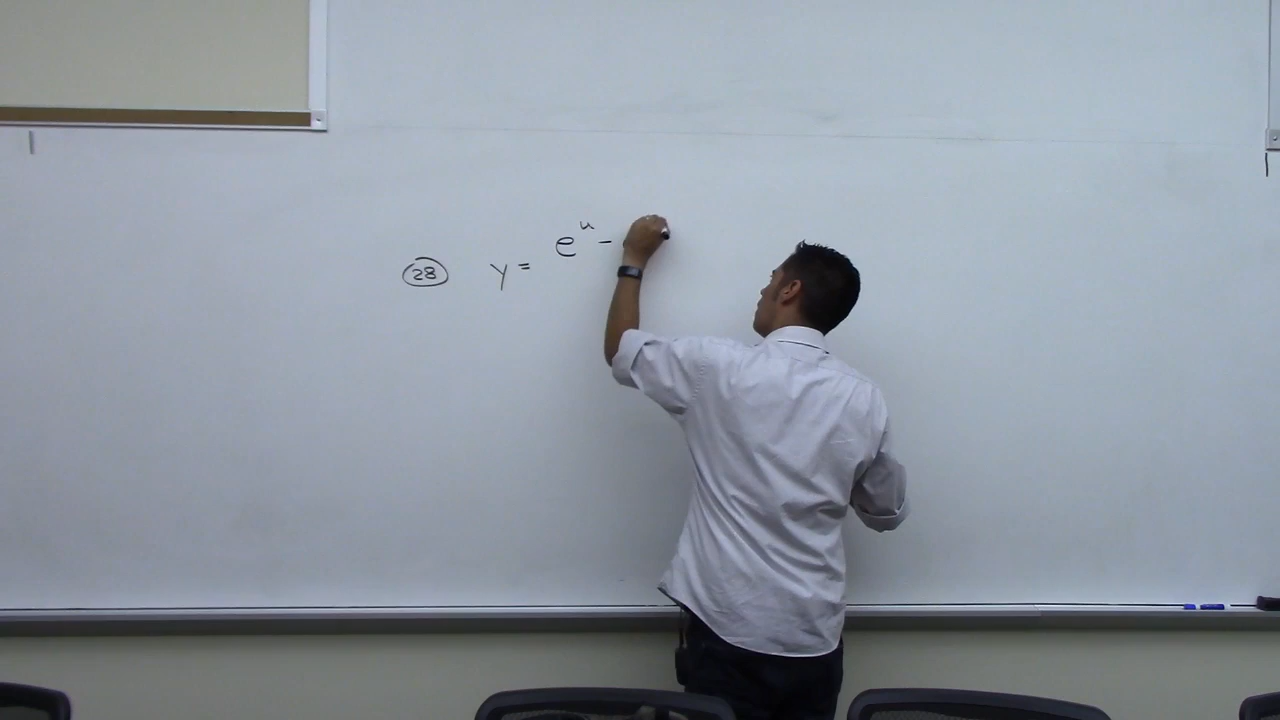 28 y = e^u -